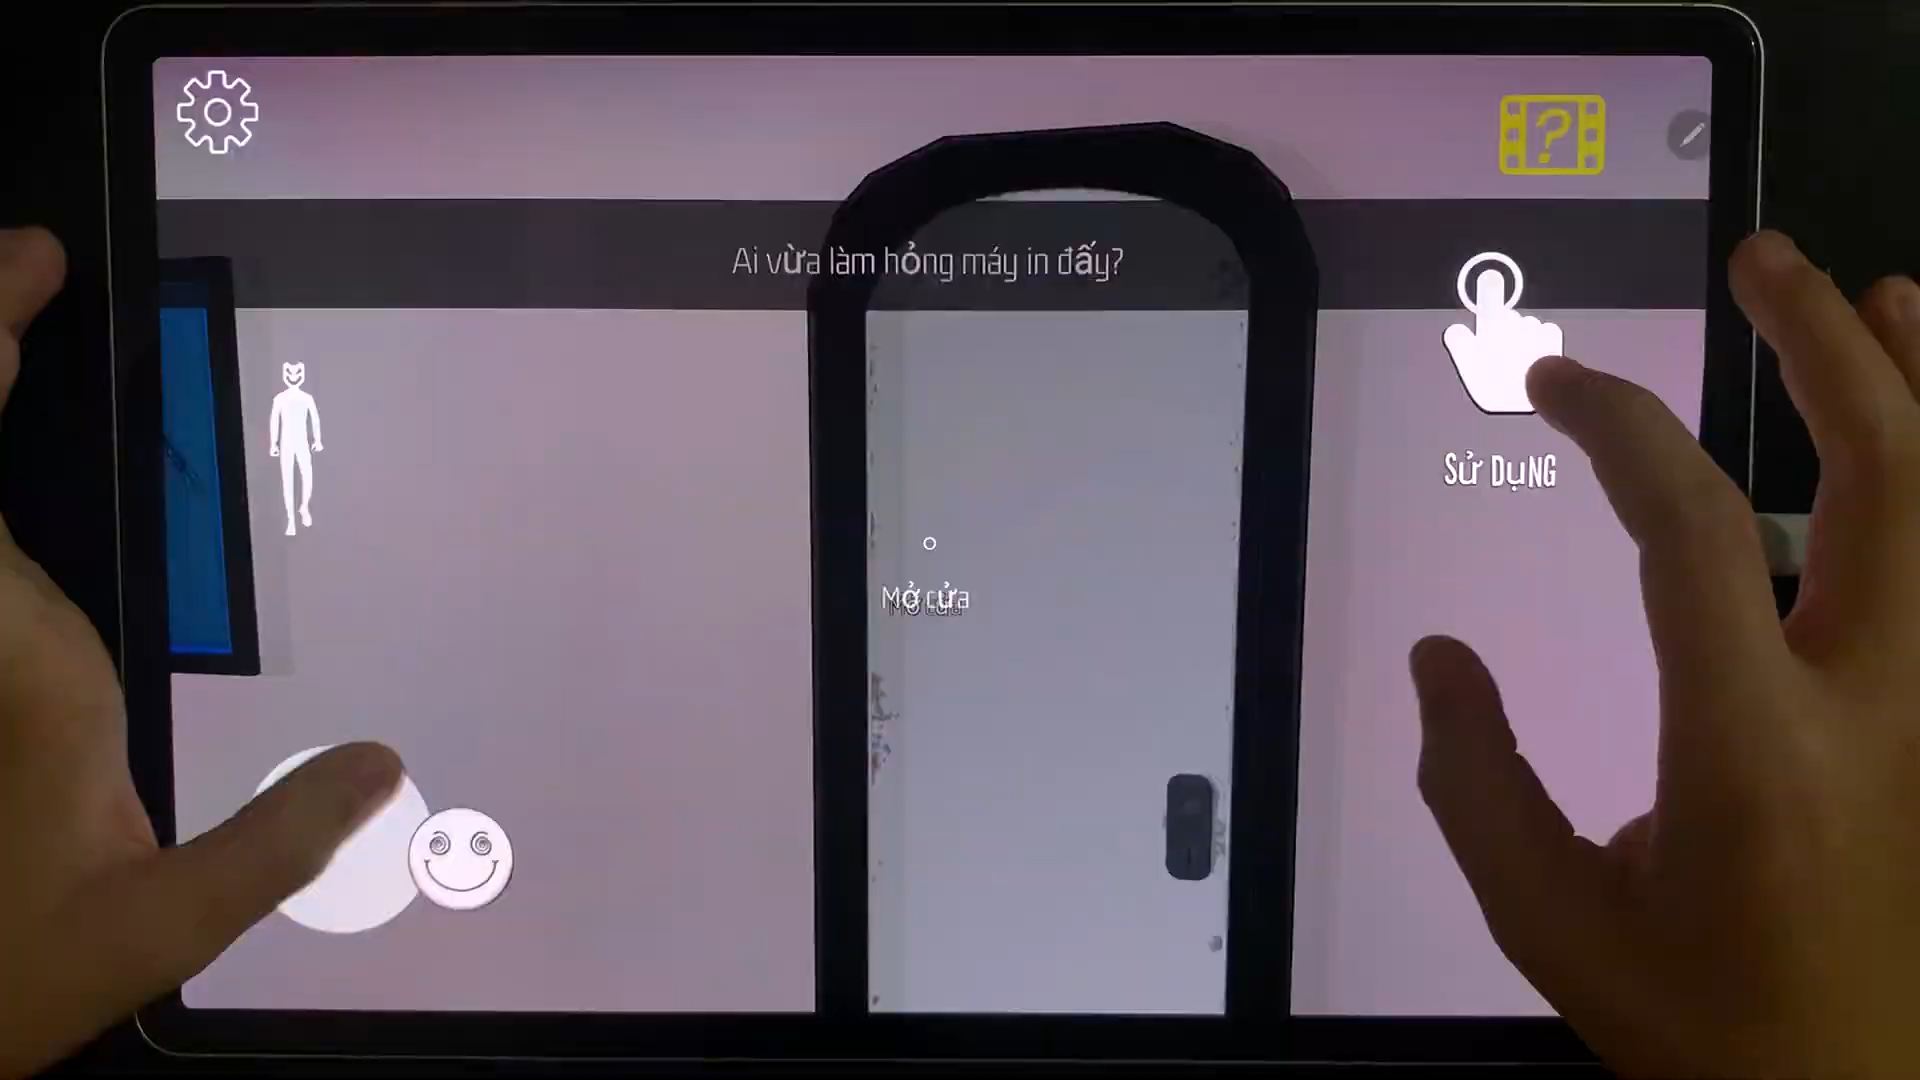 Ai vừa làm hỏng máy in đấy?
Sử DụNG
Mở cửa